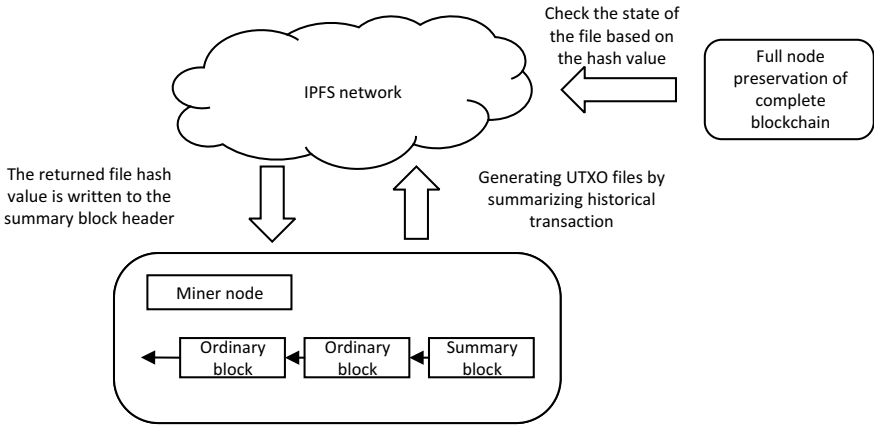 Check the state of
the file based on
the hash value
Full node
preservation of
complete
blockchain
IPFS network
The returned file hash
value is written to the
summary block header
Generating UTXO files by
summarizing historical
transaction
Miner node
Ordinary
block
Ordinary
block
Summary
block